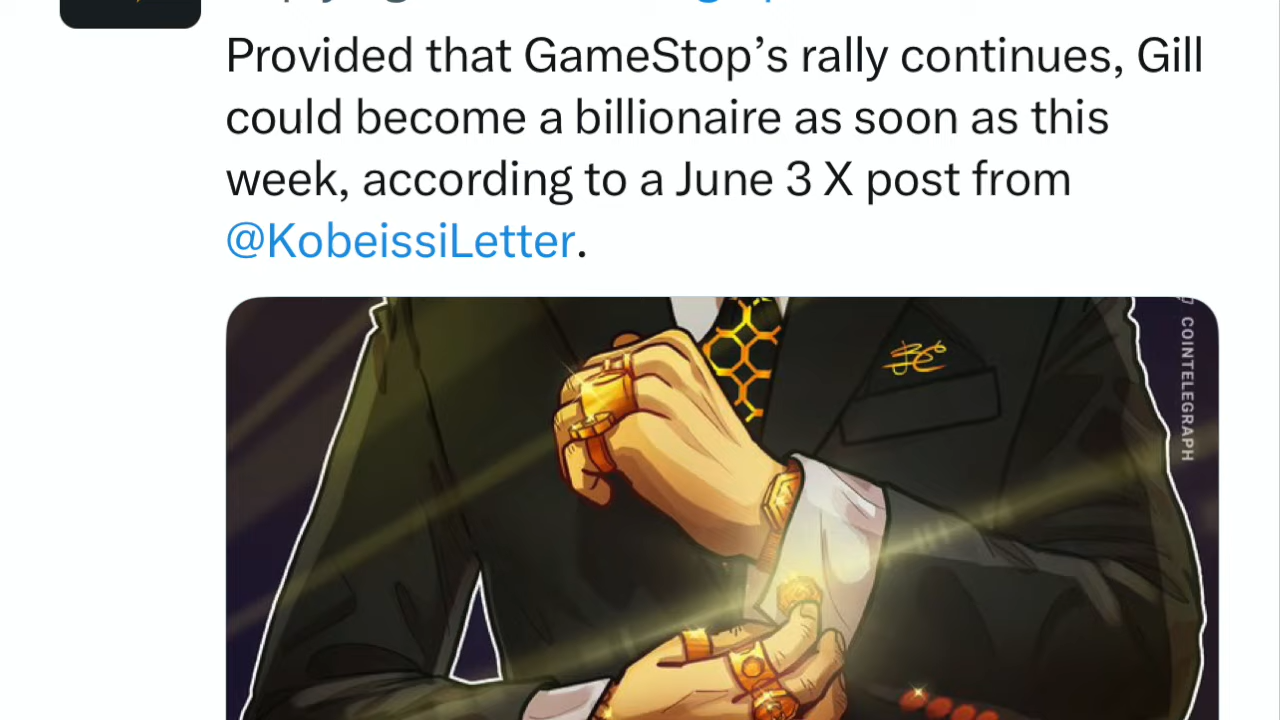 Provided that GameStop’s rally continues, Gill
could become a billionaire as soon as this
week, according to a June 3 X post from
@KobeissiLetter.
COINTELEGRAPH